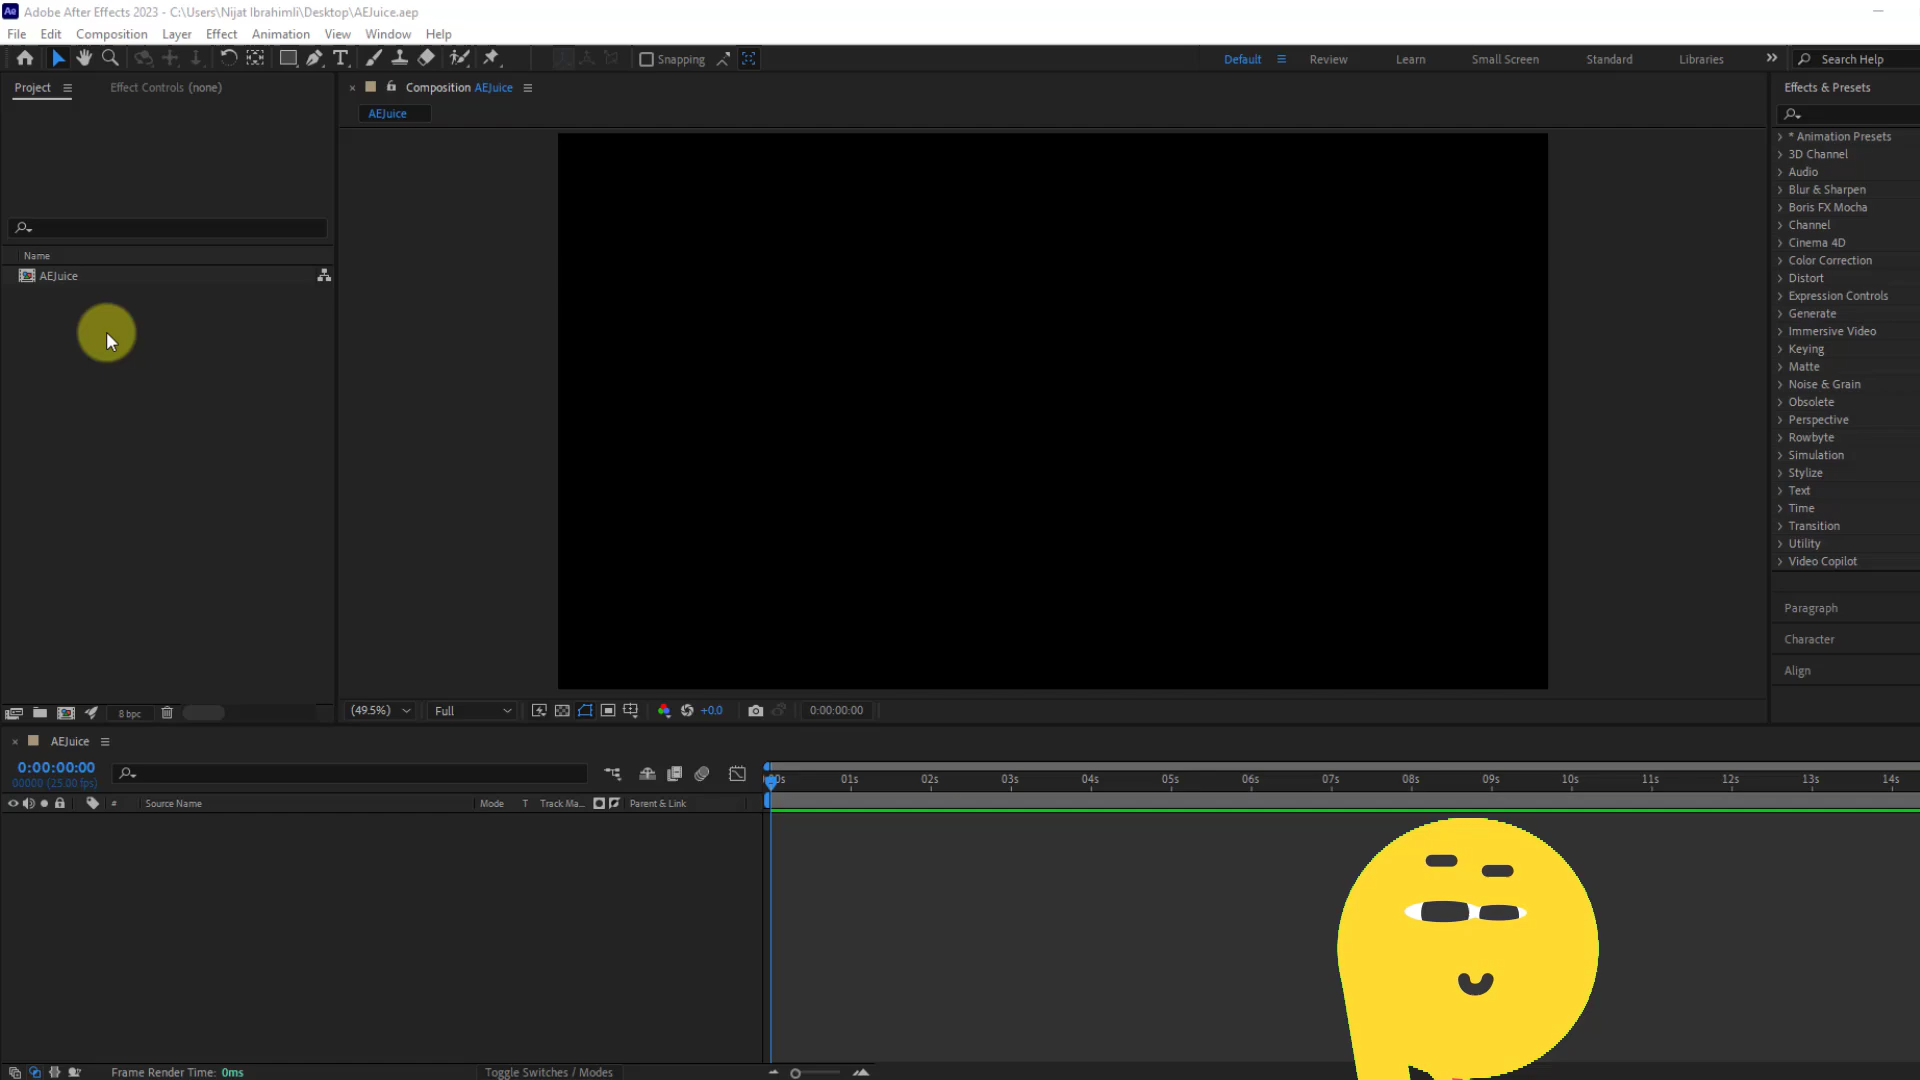 Adobe After Effects 2023 - C:\Users\Nijat Ibrahimli\Desktop\AEJuice.aep
File Edit Composition Layer Effect Animation View Window Help
Snapping
Default Review Learn Small Screen Standard Libraries Search Help
Project Effect Controls (none)
Composition AEJuice
AEJuice
Name
AEJuice
8 bpc
(49.5%) Full +0.0 0:00:00:00
Effects & Presets
* Animation Presets
3D Channel
Audio
Blur & Sharpen
Boris FX Mocha
Channel
Cinema 4D
Color Correction
Distort
Expression Controls
Generate
Immersive Video
Keying
Matte
Noise & Grain
Obsolete
Perspective
Rowbyte
Simulation
Stylize
Text
Time
Transition
Utility
Video Copilot
Paragraph
Character
Align
AEJuice
0:00:00:00
00000 (25.00 fps)
# Source Name Mode T Track Ma... Parent & Link
00s 01s 02s 03s 04s 05s 06s 07s 08s 09s 10s 11s 12s 13s 14s
Frame Render Time: 0ms Toggle Switches / Modes